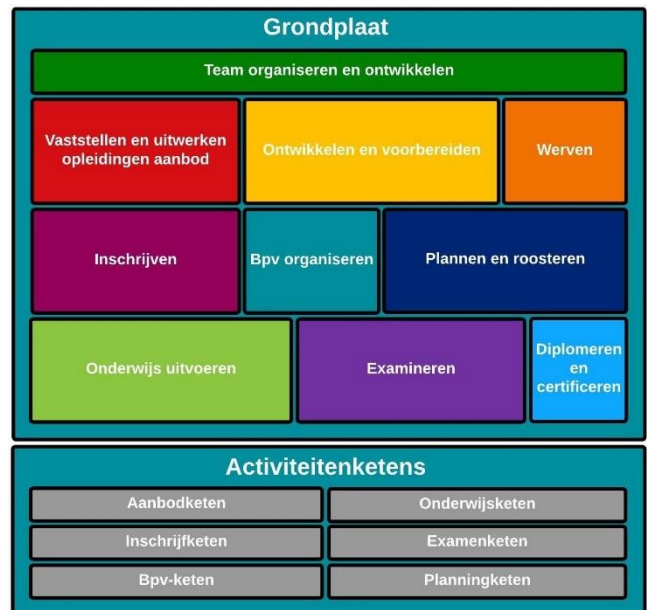 Grondplaat
Team organiseren en ontwikkelen
Vaststellen en uitwerken
opleidingen aanbod
Ontwikkelen en voorbereiden
Werven
Inschrijven
Bpv organiseren
Plannen en roosteren
Onderwijs uitvoeren
Examineren
Diplomeren
en
certificeren
Activiteitenketens
Aanbodketen
Onderwijsketen
Inschrijfketen
Examenketen
Bpv-keten
Planningketen